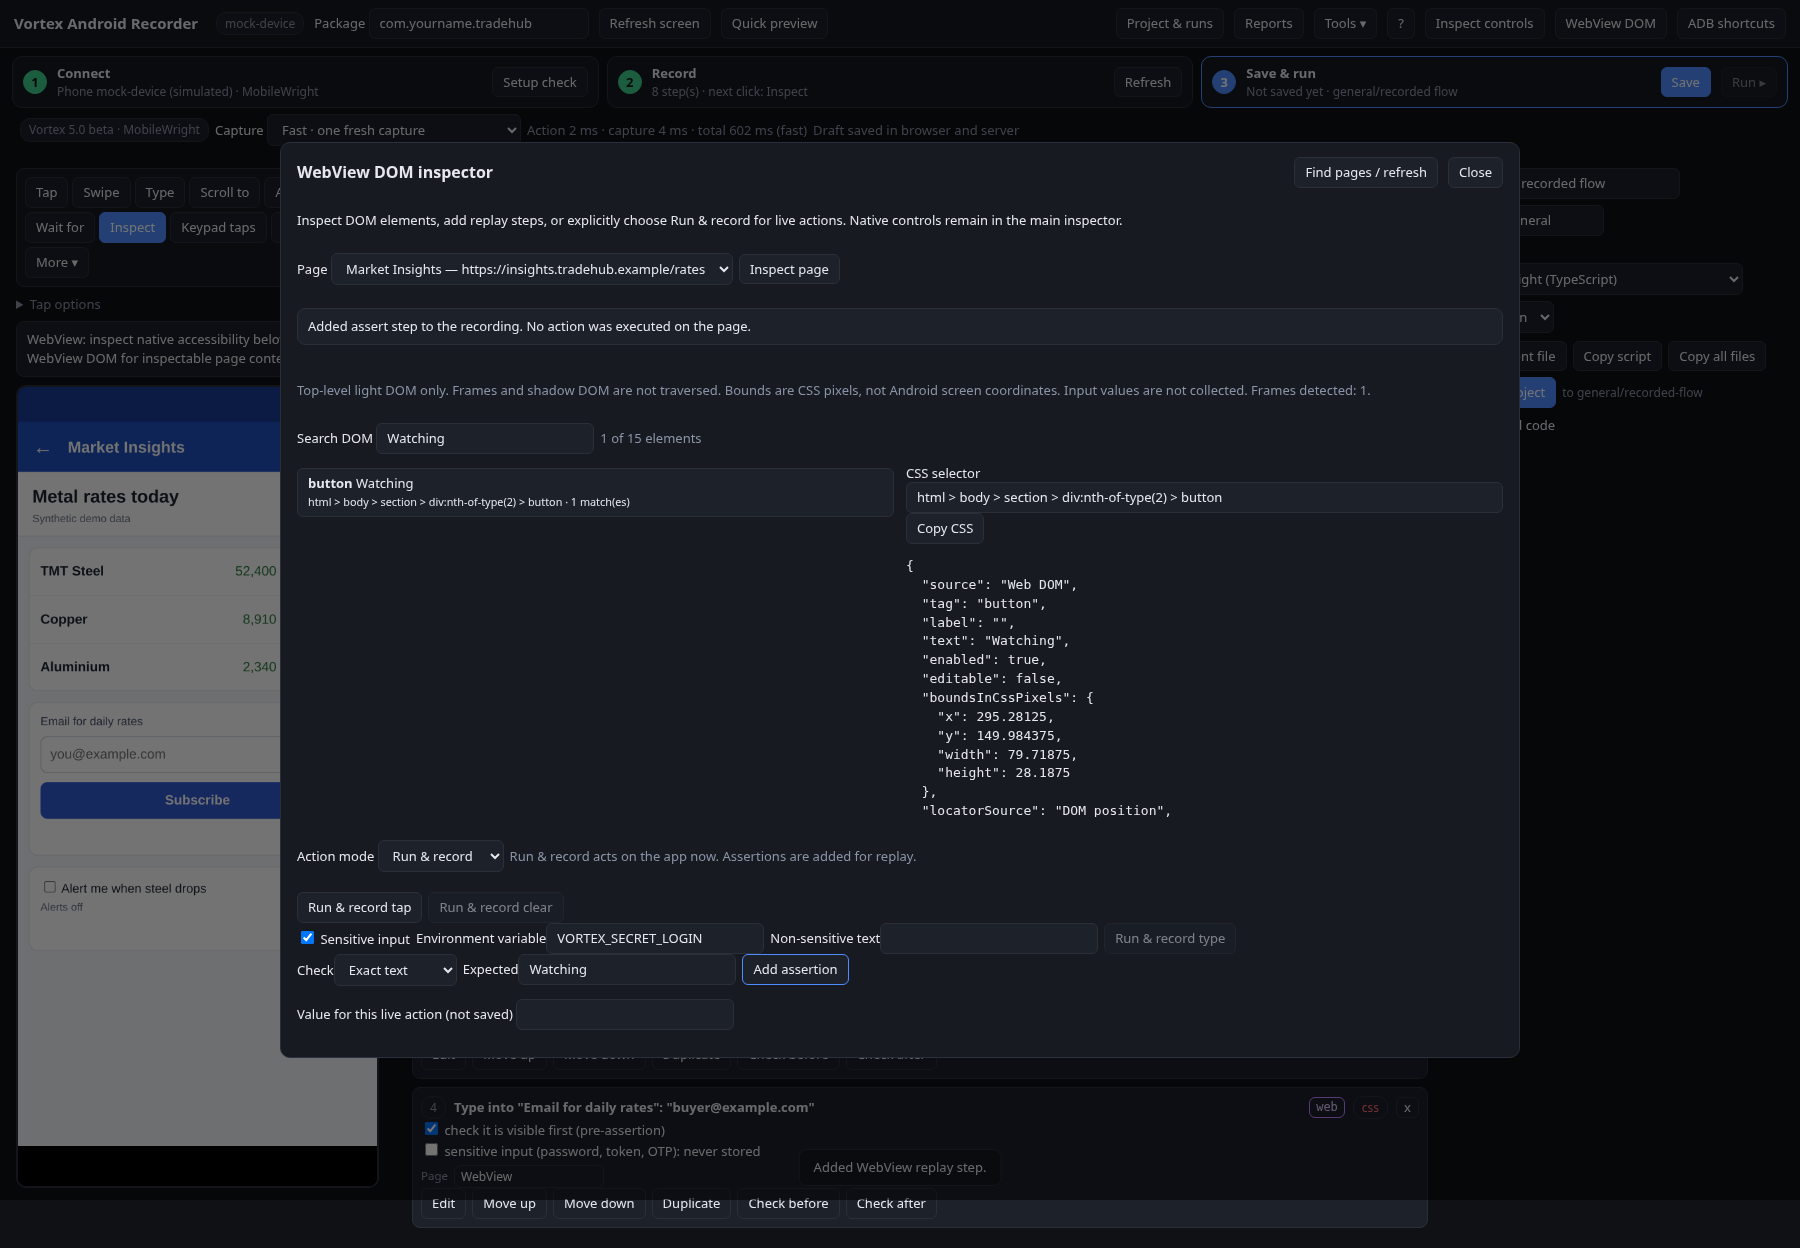 Vortex Android Recorder mock-device Package com.yourname.tradehub Refresh screen Quick preview Project & runs Reports Tools ▾ ? Inspect controls WebView DOM ADB shortcuts
1 Connect
Phone mock-device (simulated) · MobileWright
Setup check
2 Record
8 step(s) · next click: Inspect
Refresh
3 Save & run
Not saved yet · general/recorded flow
Save Run ▸
Vortex 5.0 beta · MobileWright Capture Fast · one fresh capture Action 2 ms · capture 4 ms · total 602 ms (fast) Draft saved in browser and server
Tap Swipe Type Scroll to
Wait for Inspect Keypad taps
More ▾
▶ Tap options
WebView: inspect native accessibility
WebView DOM for inspectable page
← Market Insights
Metal rates today
Synthetic demo data
TMT Steel 52,400
Copper 8,910
Aluminium 2,340
Email for daily rates
you@example.com
Subscribe
Alert me when steel drops
Alerts off
WebView DOM inspector Find pages / refresh Close
Inspect DOM elements, add replay steps, or explicitly choose Run & record for live actions. Native controls remain in the main inspector.
Page Market Insights — https://insights.tradehub.example/rates Inspect page
Added assert step to the recording. No action was executed on the page.
Top-level light DOM only. Frames and shadow DOM are not traversed. Bounds are CSS pixels, not Android screen coordinates. Input values are not collected. Frames detected: 1.
Search DOM Watching 1 of 15 elements
button Watching
html > body > section > div:nth-of-type(2) > button · 1 match(es)
CSS selector
html > body > section > div:nth-of-type(2) > button
Copy CSS
{
"source": "Web DOM",
"tag": "button",
"label": "",
"text": "Watching",
"enabled": true,
"editable": false,
"boundsInCssPixels": {
"x": 295.28125,
"y": 149.984375,
"width": 79.71875,
"height": 28.1875
},
"locatorSource": "DOM position",
Action mode Run & record Run & record acts on the app now. Assertions are added for replay.
Run & record tap Run & record clear
Sensitive input Environment variable VORTEX_SECRET_LOGIN Non-sensitive text Run & record type
Check Exact text Expected Watching Add assertion
Value for this live action (not saved)
recorded flow
(TypeScript)
file Copy script Copy all files
to general/recorded-flow
code
4 Type into "Email for daily rates": "buyer@example.com" web css x
check it is visible first (pre-assertion)
sensitive input (password, token, OTP): never stored
Page WebView
Added WebView replay step.
Edit Move up Move down Duplicate Check before Check after